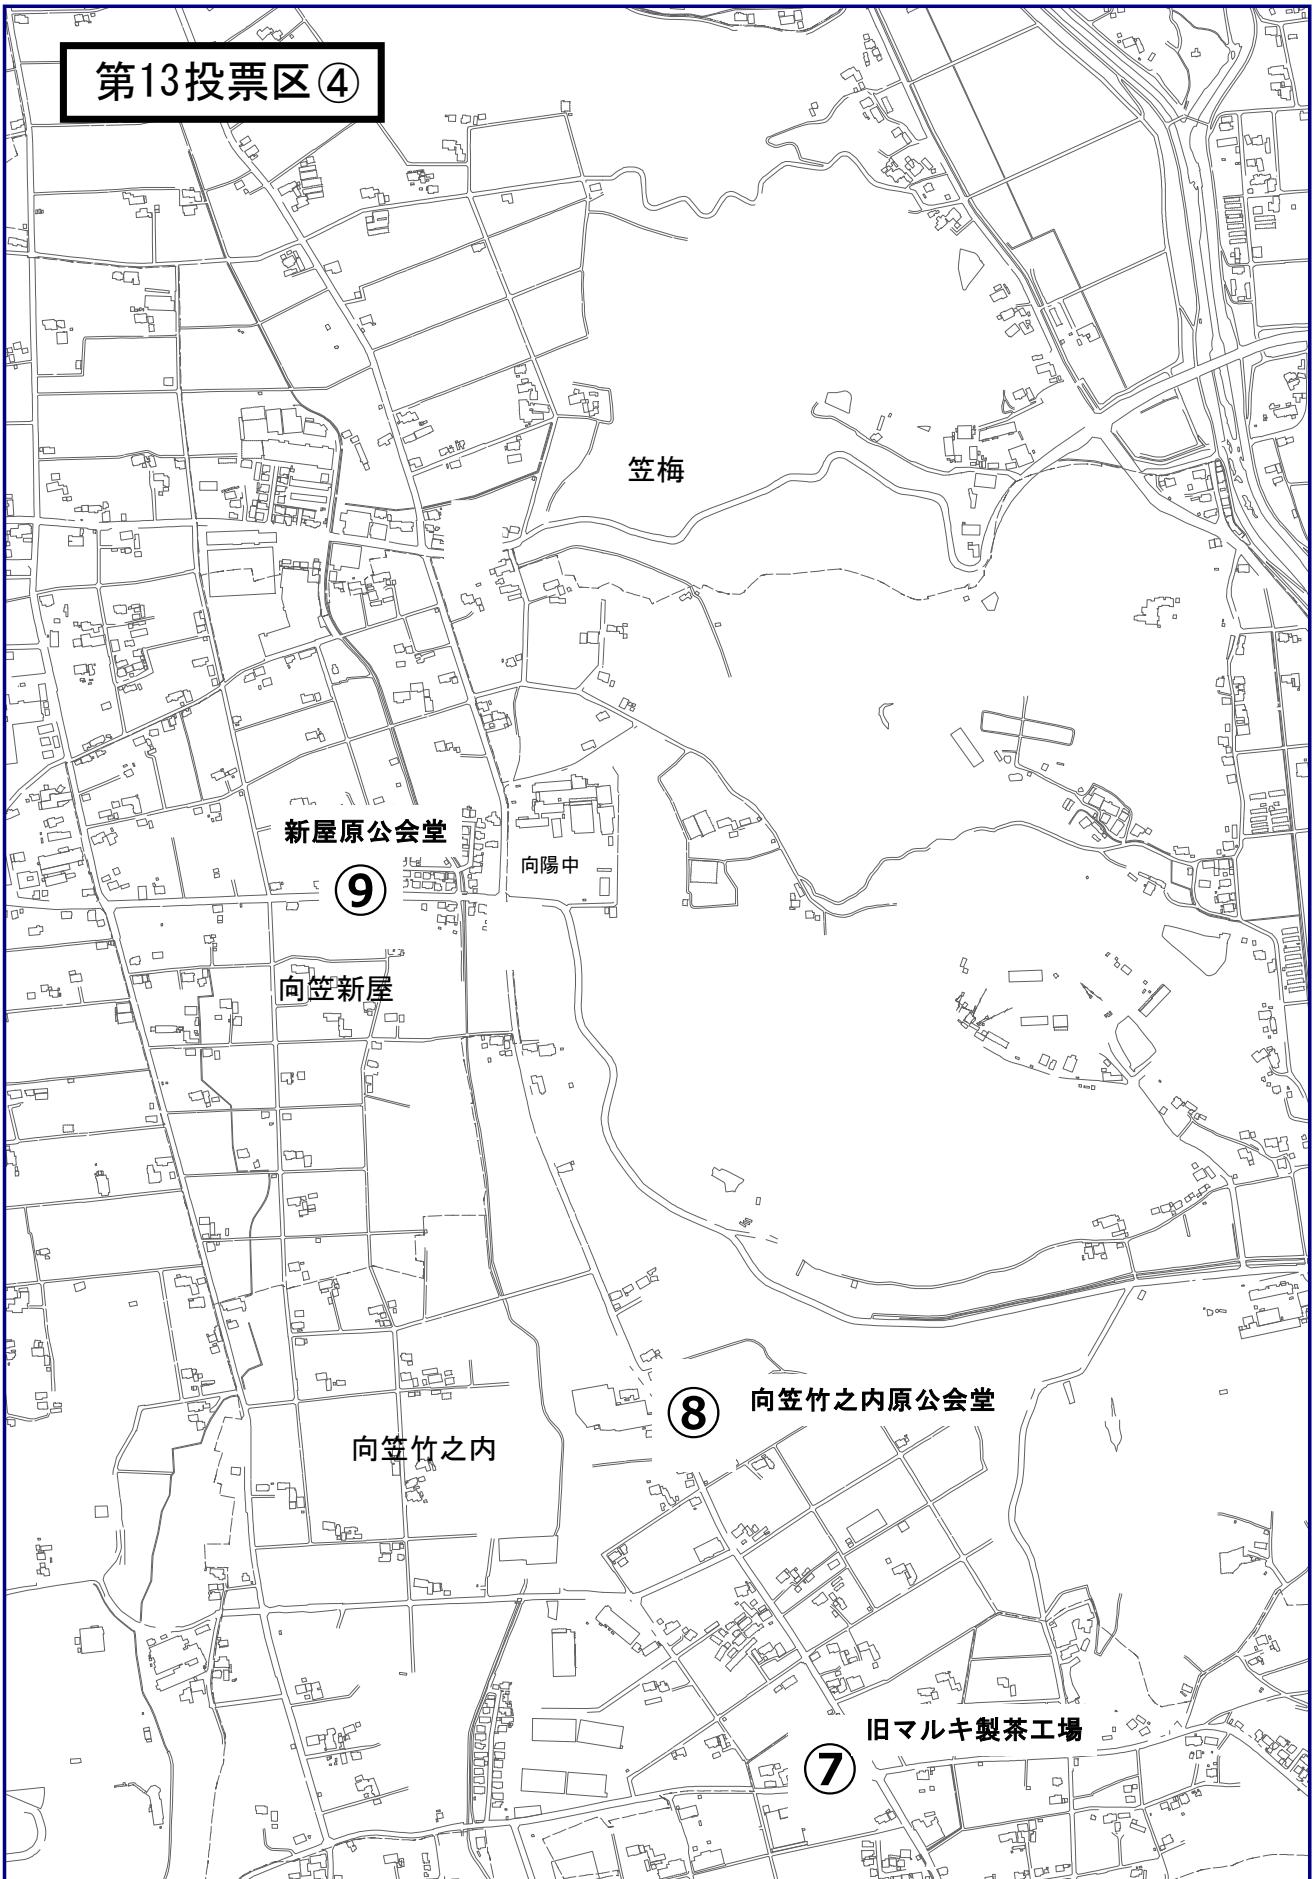 第13投票区④
笠梅
新屋原公会堂
向陽中
⑨
向笠新屋
向笠竹之内原公会堂
⑧
向笠竹之内
旧マルキ製茶工場
⑦